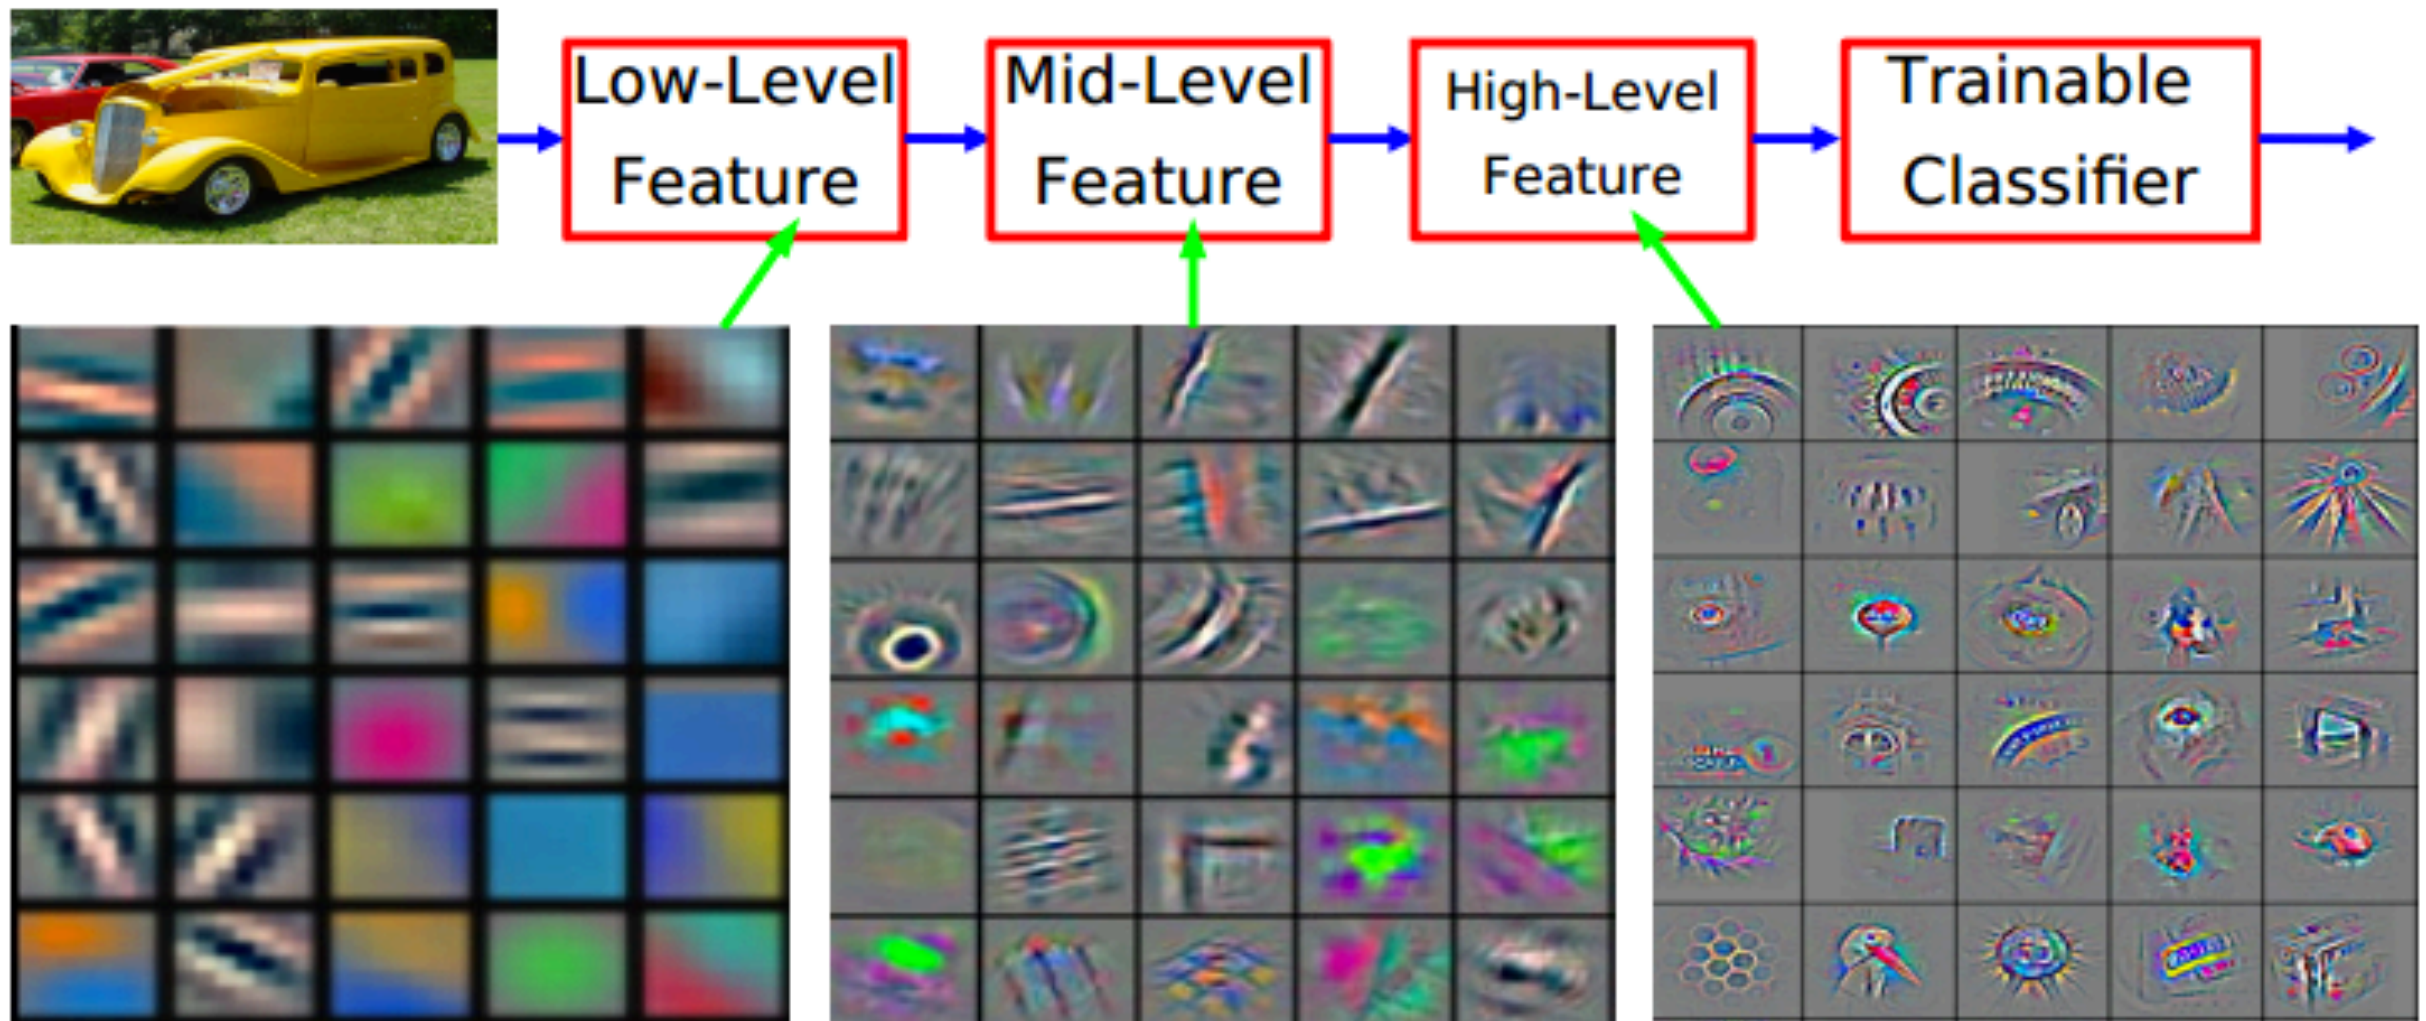 Low-Level
Feature
Mid-Level
Feature
High-Level
Feature
Trainable
Classifier